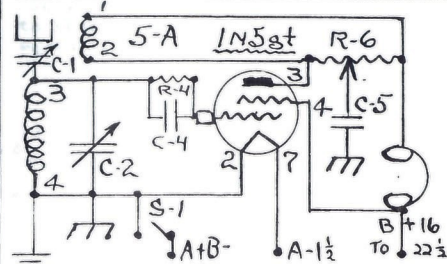 1
2
5-A
1N5gt
R-6
C-1
3
3
R-4
4
C-5
C-4
C-2
2
7
4
S-1
A+B-
A-1½
B+16
TO 22½